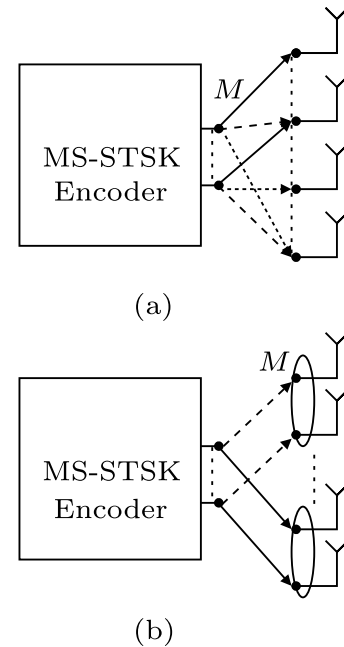 M
MS-STSK
Encoder
(a)
M
MS-STSK
Encoder
(b)